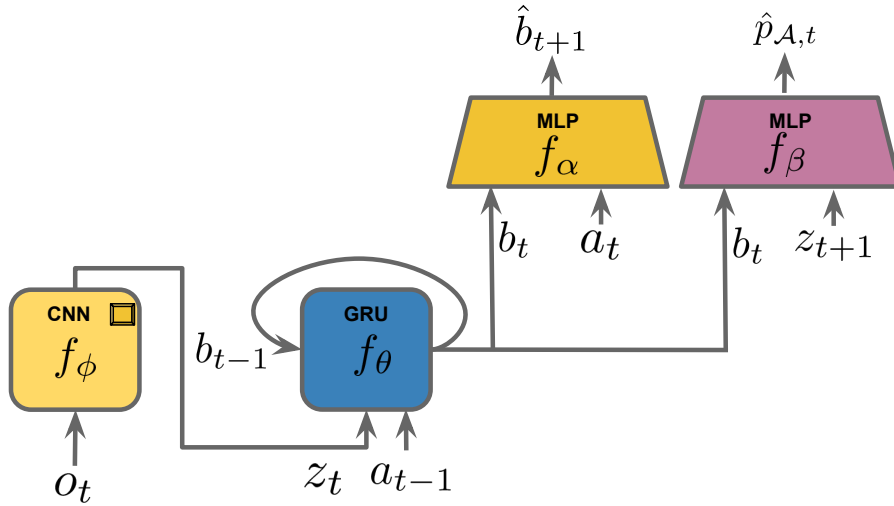 b̂_{t+1}
p̂_{𝒜,t}
MLP
f_α
MLP
f_β
b_t
a_t
b_t
z_{t+1}
CNN
f_ϕ
b_{t−1}
GRU
f_θ
o_t
z_t
a_{t−1}